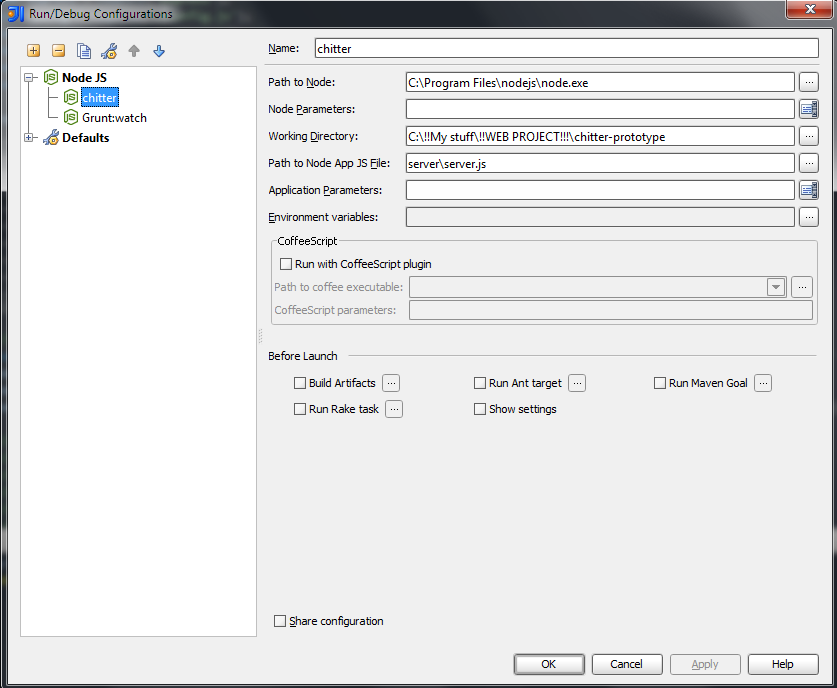 Run/Debug Configurations
Name: chitter
Node JS
chitter
Grunt:watch
Defaults
Path to Node: C:\Program Files\nodejs\node.exe
Node Parameters:
Working Directory: C:\!!My stuff\!!WEB PROJECT!!!\chitter-prototype
Path to Node App JS File: server\server.js
Application Parameters:
Environment variables:
CoffeeScript
Run with CoffeeScript plugin
Path to coffee executable:
CoffeeScript parameters:
Before Launch
Build Artifacts ... Run Ant target ... Run Maven Goal ...
Run Rake task ... Show settings
Share configuration
OK Cancel Apply Help